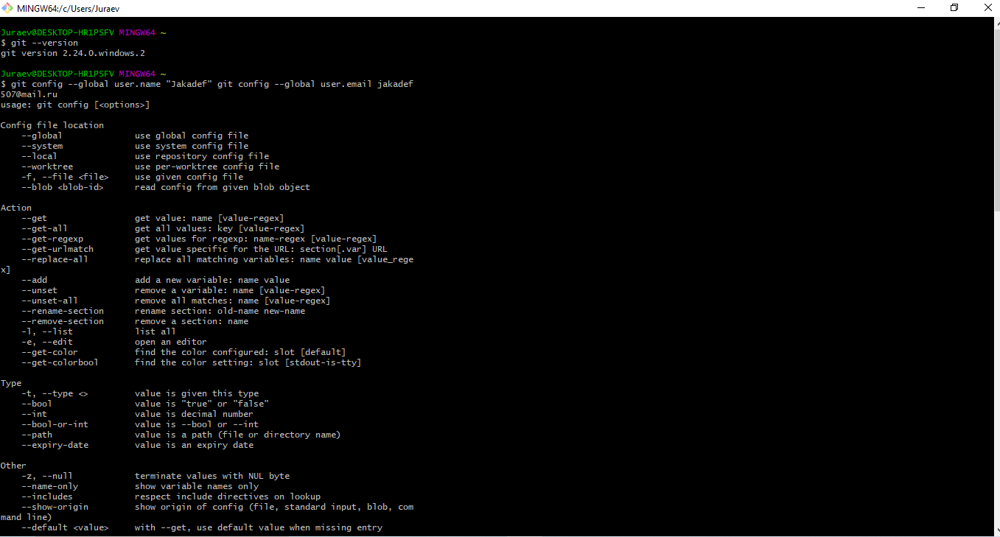 MINGW64:/c/Users/Juraev
Juraev@DESKTOP-HR1PSFV MINGW64 ~
$ git --version
git version 2.24.0.windows.2
Juraev@DESKTOP-HR1PSFV MINGW64 ~
$ git config --global user.name "Jakadef" git config --global user.email jakadef
507@mail.ru
usage: git config [<options>]
Config file location
--global use global config file
--system use system config file
--local use repository config file
--worktree use per-worktree config file
-f, --file <file> use given config file
--blob <blob-id> read config from given blob object
Action
--get get value: name [value-regex]
--get-all get all values: key [value-regex]
--get-regexp get values for regexp: name-regex [value-regex]
--get-urlmatch get value specific for the URL: section[.var] URL
--replace-all replace all matching variables: name value [value_rege
x]
--add add a new variable: name value
--unset remove a variable: name [value-regex]
--unset-all remove all matches: name [value-regex]
--rename-section rename section: old-name new-name
--remove-section remove a section: name
-l, --list list all
-e, --edit open an editor
--get-color find the color configured: slot [default]
--get-colorbool find the color setting: slot [stdout-is-tty]
Type
-t, --type <> value is given this type
--bool value is "true" or "false"
--int value is decimal number
--bool-or-int value is --bool or --int
--path value is a path (file or directory name)
--expiry-date value is an expiry date
Other
-z, --null terminate values with NUL byte
--name-only show variable names only
--includes respect include directives on lookup
--show-origin show origin of config (file, standard input, blob, com
mand line)
--default <value> with --get, use default value when missing entry